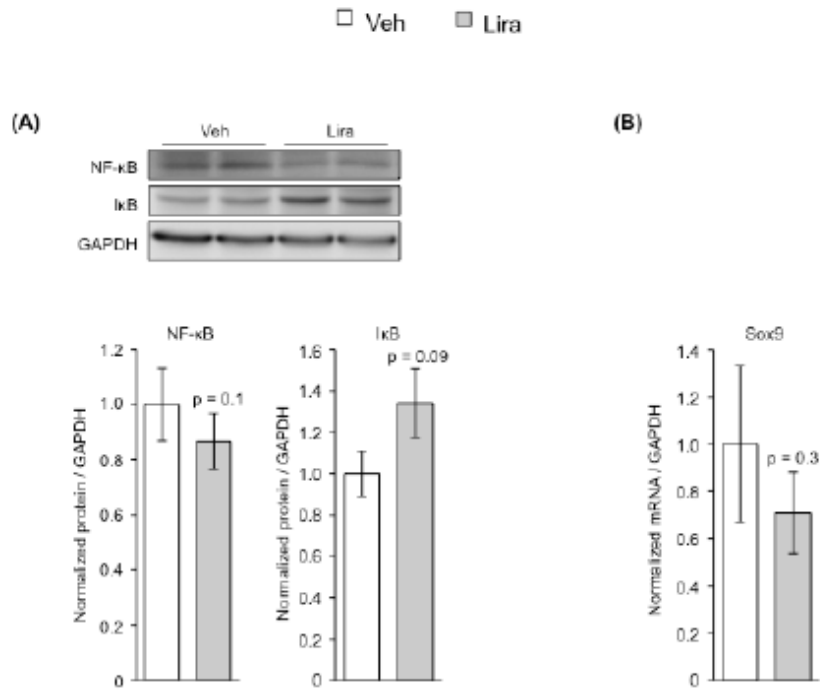 Veh Lira
(A)
Veh Lira
NF-κB
IκB
GAPDH
NF-κB
Normalized protein / GAPDH
1.2
1.0
0.8
0.6
0.4
0.2
0
p = 0.1
IκB
Normalized protein / GAPDH
1.6
1.4
1.2
1.0
0.8
0.6
0.4
0.2
0
p = 0.09
(B)
Sox9
Normalized mRNA / GAPDH
1.4
1.2
1.0
0.8
0.6
0.4
0.2
0
p = 0.3